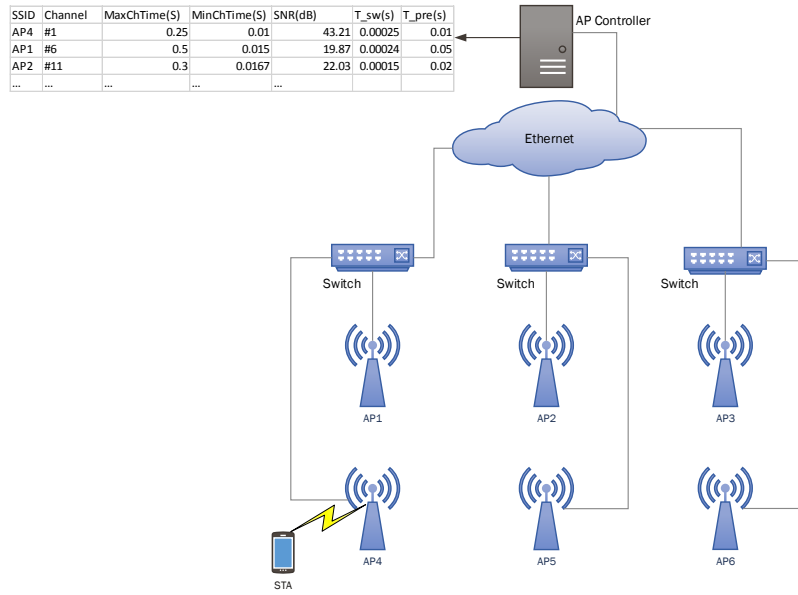 SSID Channel MaxChTime(S) MinChTime(S) SNR(dB) T_sw(s) T_pre(s)
AP4 #1 0.25 0.01 43.21 0.00025 0.01
AP1 #6 0.5 0.015 19.87 0.00024 0.05
AP2 #11 0.3 0.0167 22.03 0.00015 0.02
... ... ... ... ...
AP Controller
Ethernet
Switch
Switch
Switch
AP1
AP2
AP3
AP4
AP5
AP6
STA